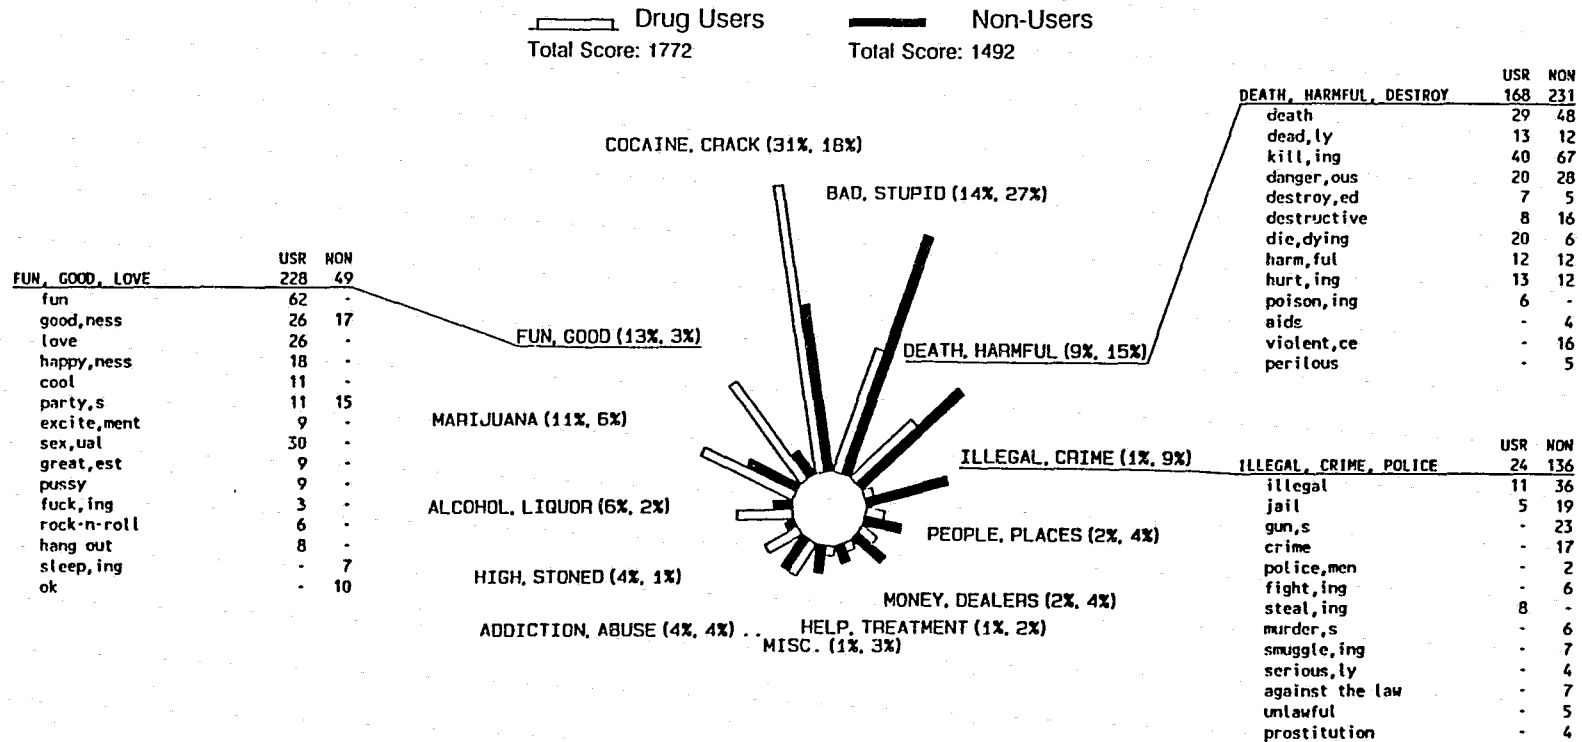 Drug Users Non-Users
Total Score: 1772 Total Score: 1492
COCAINE, CRACK (31%, 18%)
BAD, STUPID (14%, 27%)
FUN, GOOD (13%, 3%)
DEATH, HARMFUL (9%, 15%)
MARIJUANA (11%, 6%)
ILLEGAL, CRIME (1%, 9%)
ALCOHOL, LIQUOR (6%, 2%)
PEOPLE, PLACES (2%, 4%)
HIGH, STONED (4%, 1%)
MONEY, DEALERS (2%, 4%)
ADDICTION, ABUSE (4%, 4%) .. HELP, TREATMENT (1%, 2%)
MISC. (1%, 3%)
USR NON
FUN, GOOD, LOVE 228 49
fun 62 -
good,ness 26 17
love 26 -
happy,ness 18 -
cool 11 -
party,s 11 15
excite,ment 9 -
sex,ual 30 -
great,est 9 -
pussy 9 -
fuck,ing 3 -
rock-n-roll 6 -
hang out 8 -
sleep,ing - 7
ok - 10
USR NON
DEATH, HARMFUL, DESTROY 168 231
death 29 48
dead,ly 13 12
kill,ing 40 67
danger,ous 20 28
destroy,ed 7 5
destructive 8 16
die,dying 20 6
harm,ful 12 12
hurt,ing 13 12
poison,ing 6 -
aids - 4
violent,ce - 16
perilous - 5
USR NON
ILLEGAL, CRIME, POLICE 24 136
illegal 11 36
jail 5 19
gun,s - 23
crime - 17
police,men - 2
fight,ing - 6
steal,ing 8 -
murder,s - 6
smuggle,ing - 7
serious,ly - 4
against the law - 7
unlawful - 5
prostitution - 4